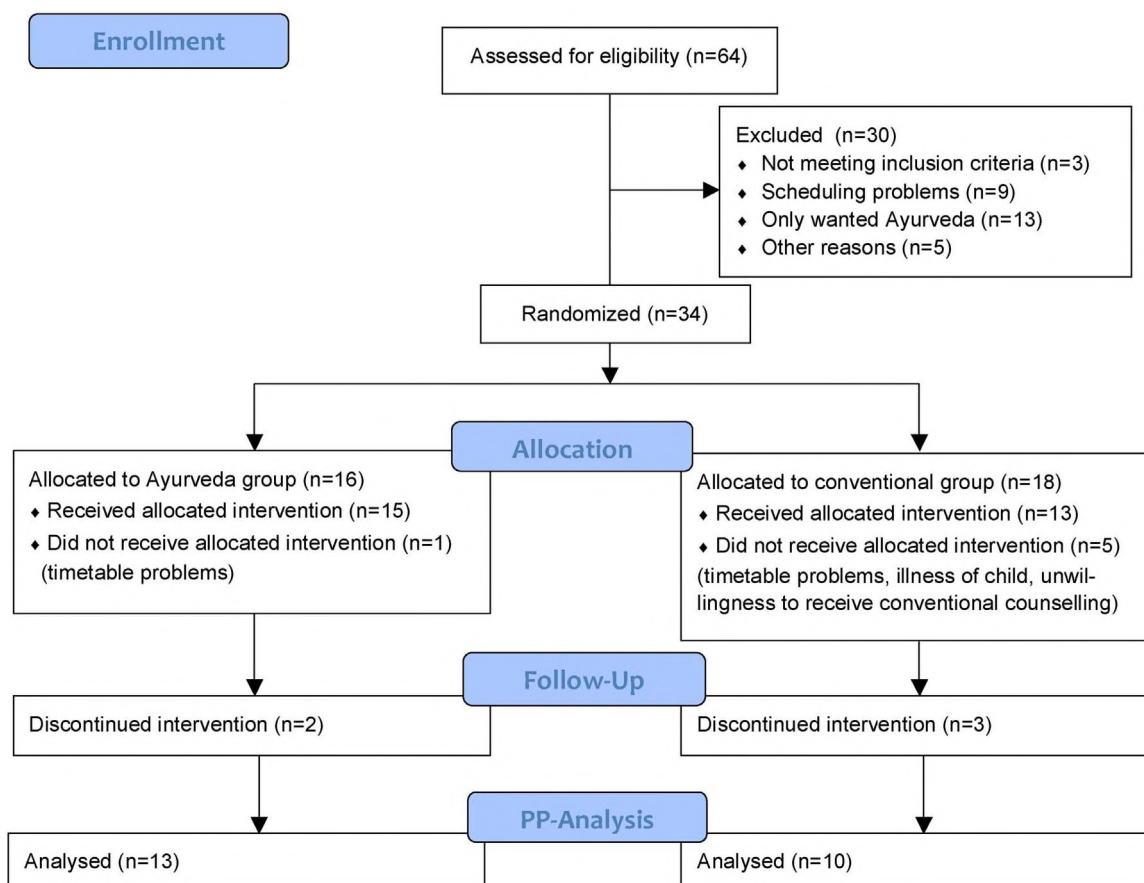 Enrollment
Assessed for eligibility (n=64)
Excluded (n=30)
♦ Not meeting inclusion criteria (n=3)
♦ Scheduling problems (n=9)
♦ Only wanted Ayurveda (n=13)
♦ Other reasons (n=5)
Randomized (n=34)
Allocation
Allocated to Ayurveda group (n=16)
♦ Received allocated intervention (n=15)
♦ Did not receive allocated intervention (n=1)
(timetable problems)
Allocated to conventional group (n=18)
♦ Received allocated intervention (n=13)
♦ Did not receive allocated intervention (n=5)
(timetable problems, illness of child, unwil-
lingness to receive conventional counselling)
Follow-Up
Discontinued intervention (n=2)
Discontinued intervention (n=3)
PP-Analysis
Analysed (n=13)
Analysed (n=10)